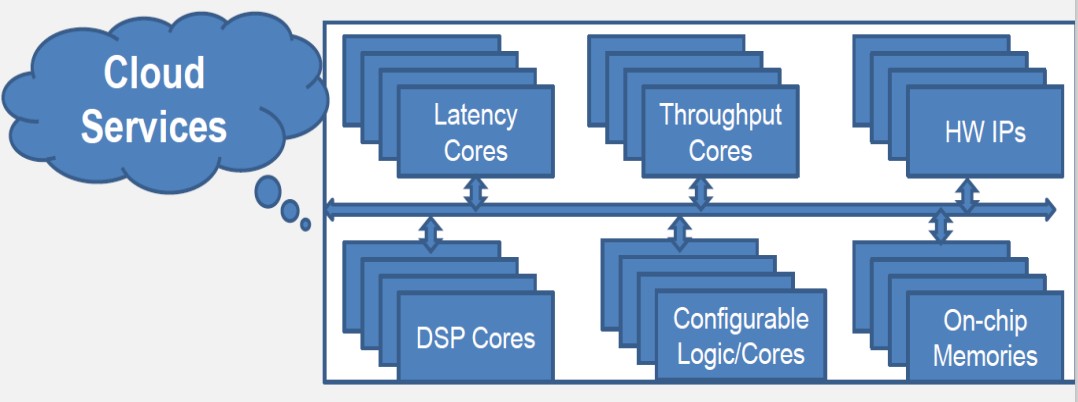 Cloud
Services
Latency
Cores
Throughput
Cores
HW IPs
DSP Cores
Configurable
Logic/Cores
On-chip
Memories